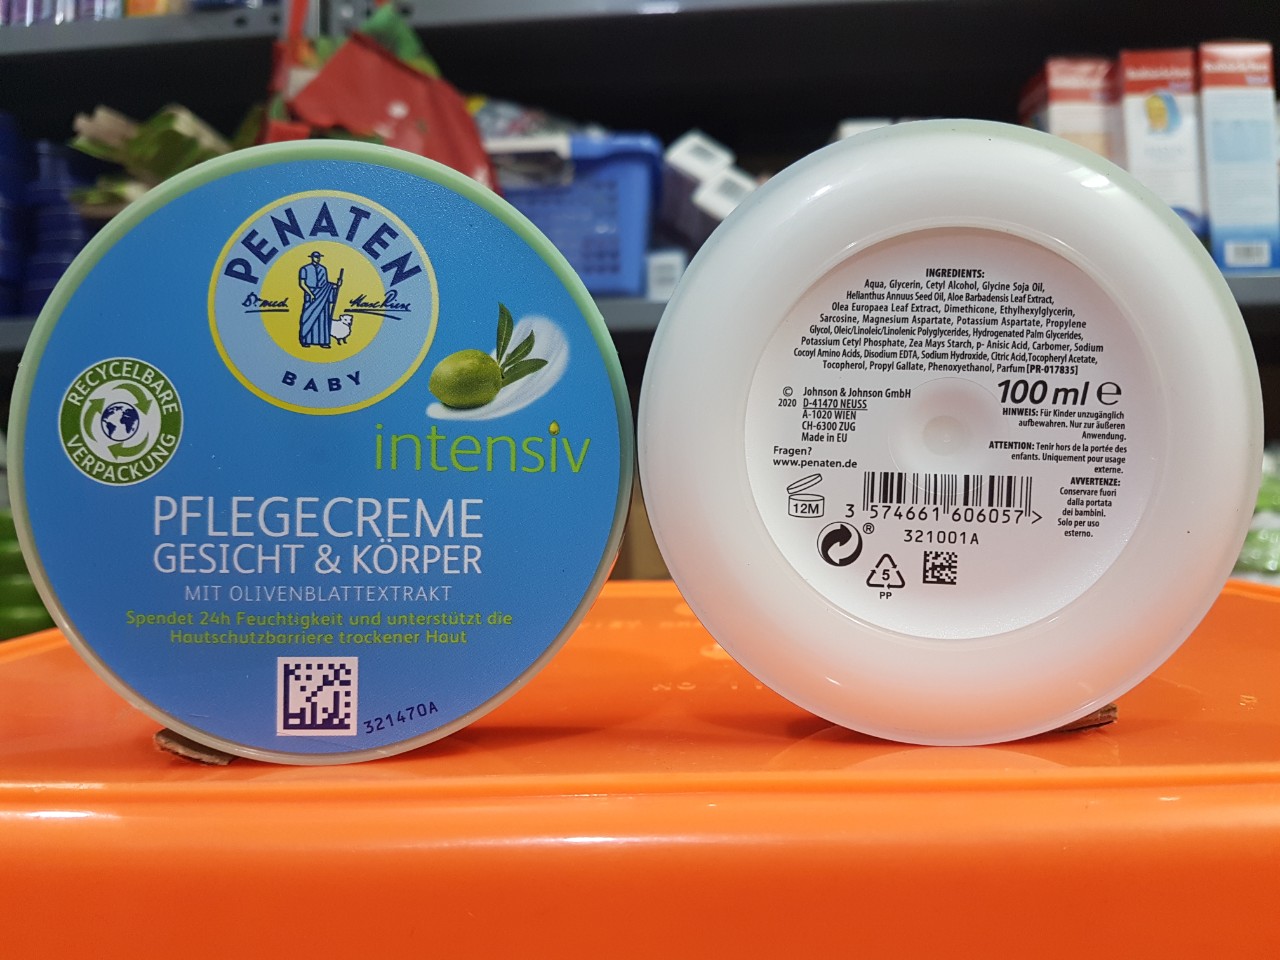 PENATEN
Dr. med. Max Riese
BABY
RECYCELBARE
VERPACKUNG
intensiv
PFLEGECREME
GESICHT & KÖRPER
MIT OLIVENBLATTEXTRAKT
Spendet 24h Feuchtigkeit und unterstützt die
Hautschutzbarriere trockener Haut
321470A
INGREDIENTS:
Aqua, Glycerin, Cetyl Alcohol, Glycine Soja Oil,
Helianthus Annuus Seed Oil, Aloe Barbadensis Leaf Extract,
Olea Europaea Leaf Extract, Dimethicone, Ethylhexylglycerin,
Sarcosine, Magnesium Aspartate, Potassium Aspartate, Propylene
Glycol, Oleic/Linoleic/Linolenic Polyglycerides, Hydrogenated Palm Glycerides,
Potassium Cetyl Phosphate, Zea Mays Starch, p- Anisic Acid, Carbomer, Sodium
Cocoyl Amino Acids, Disodium EDTA, Sodium Hydroxide, Citric Acid,Tocopheryl Acetate,
Tocopherol, Propyl Gallate, Phenoxyethanol, Parfum [PR-017835]
© Johnson & Johnson GmbH
2020 D-41470 NEUSS
A-1020 WIEN
CH-6300 ZUG
Made in EU
Fragen?
www.penaten.de
100 ml ℮
HINWEIS: Für Kinder unzugänglich
aufbewahren. Nur zur äußeren
Anwendung.
ATTENTION: Tenir hors de la portée des
enfants. Uniquement pour usage
externe.
AVVERTENZE:
Conservare fuori
dalla portata
dei bambini.
Solo per uso
esterno.
12M
3 574661 606057 >
321001A
®
5
PP